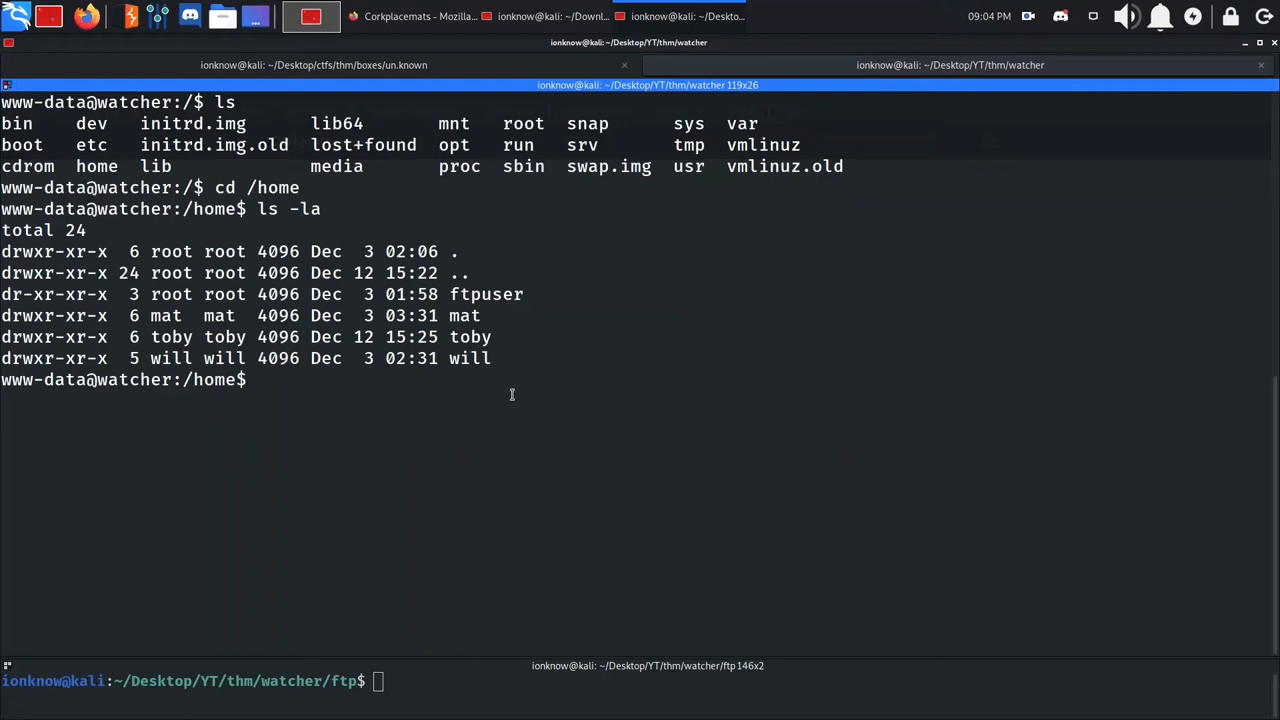 Corkplacemats - Mozilla...
ionknow@kali: ~/Downl...
ionknow@kali: ~/Deskto...
09:04 PM
ionknow@kali: ~/Desktop/YT/thm/watcher
ionknow@kali: ~/Desktop/ctfs/thm/boxes/un.known
ionknow@kali: ~/Desktop/YT/thm/watcher
ionknow@kali: ~/Desktop/YT/thm/watcher 119x26
www-data@watcher:/$ ls
bin dev initrd.img lib64 mnt root snap sys var
boot etc initrd.img.old lost+found opt run srv tmp vmlinuz
cdrom home lib media proc sbin swap.img usr vmlinuz.old
www-data@watcher:/$ cd /home
www-data@watcher:/home$ ls -la
total 24
drwxr-xr-x 6 root root 4096 Dec 3 02:06 .
drwxr-xr-x 24 root root 4096 Dec 12 15:22 ..
dr-xr-xr-x 3 root root 4096 Dec 3 01:58 ftpuser
drwxr-xr-x 6 mat mat 4096 Dec 3 03:31 mat
drwxr-xr-x 6 toby toby 4096 Dec 12 15:25 toby
drwxr-xr-x 5 will will 4096 Dec 3 02:31 will
www-data@watcher:/home$
ionknow@kali: ~/Desktop/YT/thm/watcher/ftp 146x2
ionknow@kali:~/Desktop/YT/thm/watcher/ftp$